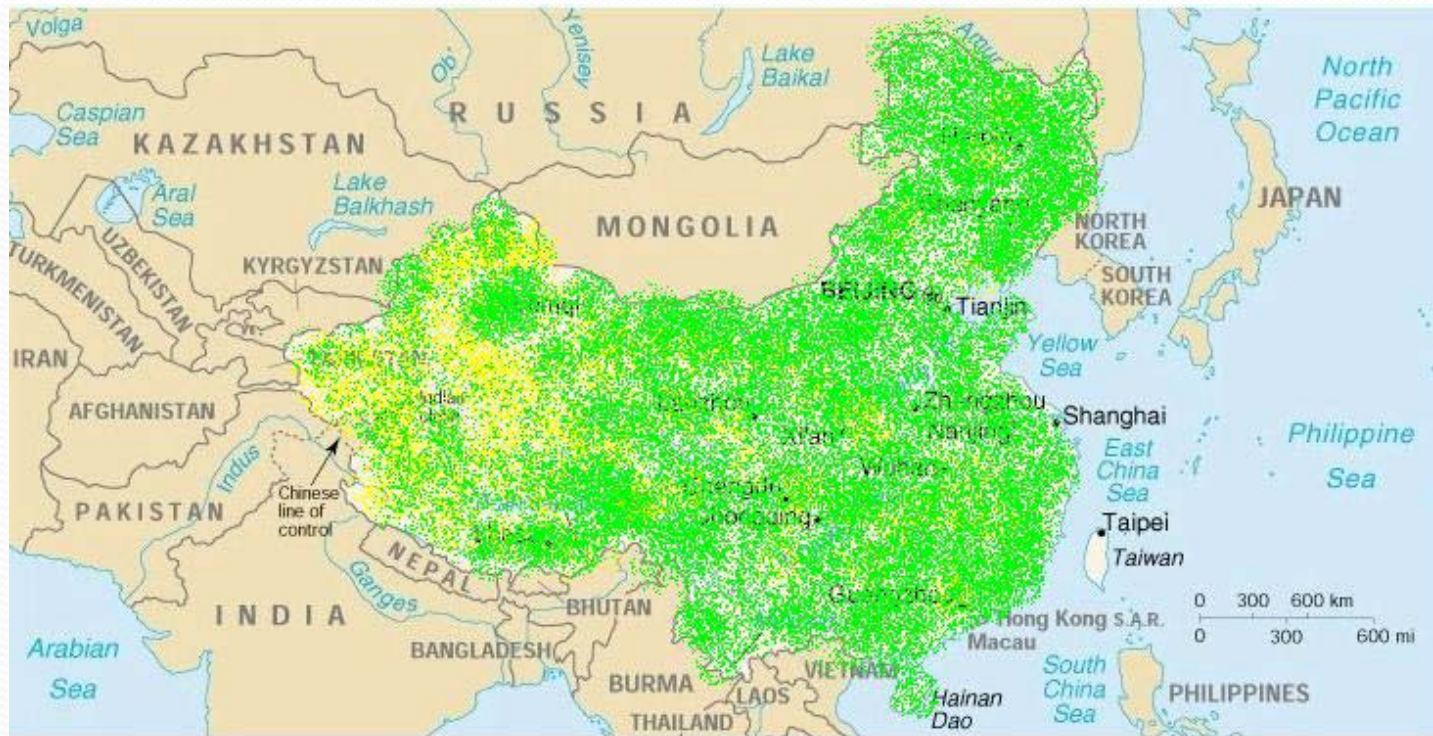 Volga
Ob'
Yenisey
Lake
Baikal
Amur
North
Pacific
Ocean
Caspian
Sea
KAZAKHSTAN
RUSSIA
Aral
Sea
Lake
Balkhash
MONGOLIA
JAPAN
NORTH
KOREA
UZBEKISTAN
TURKMENISTAN
KYRGYZSTAN
SOUTH
KOREA
BEIJING
Tianjin
IRAN
Yellow
Sea
AFGHANISTAN
Shanghai
Philippine
Sea
East
China
Sea
Indus
PAKISTAN
Chinese
line of
control
Wuhan
Taipei
Taiwan
NEPAL
Ganges
INDIA
BHUTAN
0 300 600 km
0 300 600 mi
Hong Kong S.A.R.
Macau
Arabian
Sea
BANGLADESH
BURMA
VIETNAM
LAOS
THAILAND
Hainan
Dao
South
China
Sea
PHILIPPINES